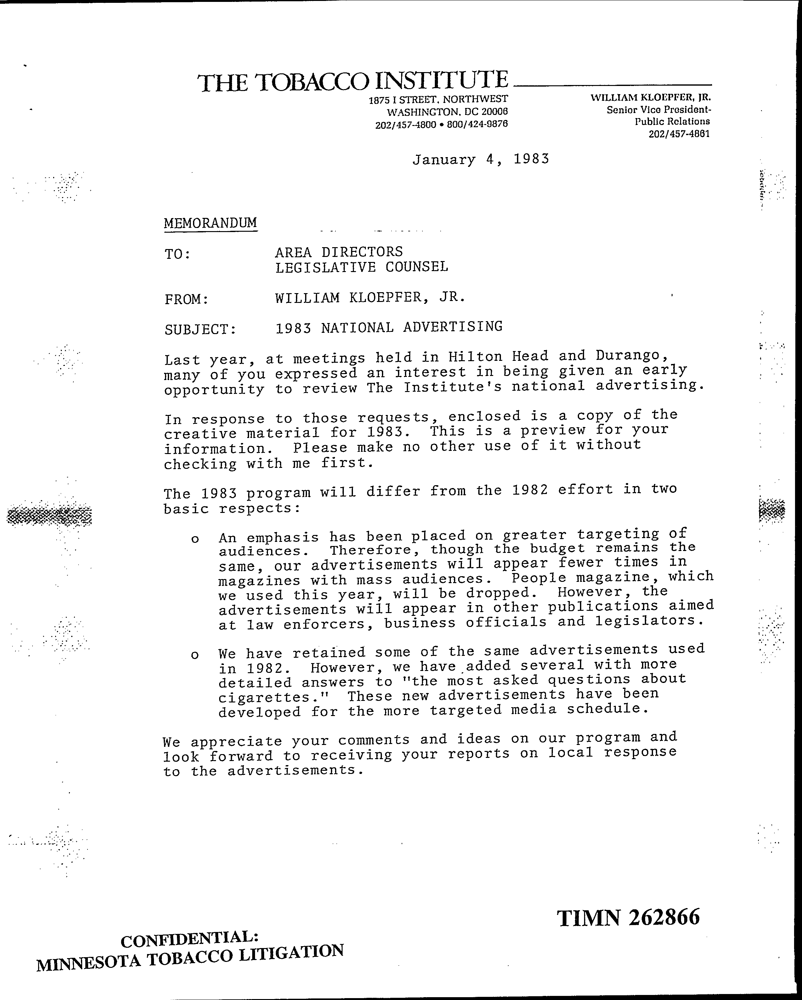 THE TOBACCO INSTITUTE
1875 I STREET, NORTHWEST
WASHINGTON, DC 20006
202/457-4800 • 800/424-9876
WILLIAM KLOEPFER, JR.
Senior Vice President-
Public Relations
202/457-4861
January 4, 1983
MEMORANDUM
TO: AREA DIRECTORS
LEGISLATIVE COUNSEL
FROM: WILLIAM KLOEPFER, JR.
SUBJECT: 1983 NATIONAL ADVERTISING
Last year, at meetings held in Hilton Head and Durango,
many of you expressed an interest in being given an early
opportunity to review The Institute's national advertising.
In response to those requests, enclosed is a copy of the
creative material for 1983. This is a preview for your
information. Please make no other use of it without
checking with me first.
The 1983 program will differ from the 1982 effort in two
basic respects:
o An emphasis has been placed on greater targeting of
audiences. Therefore, though the budget remains the
same, our advertisements will appear fewer times in
magazines with mass audiences. People magazine, which
we used this year, will be dropped. However, the
advertisements will appear in other publications aimed
at law enforcers, business officials and legislators.
o We have retained some of the same advertisements used
in 1982. However, we have added several with more
detailed answers to "the most asked questions about
cigarettes." These new advertisements have been
developed for the more targeted media schedule.
We appreciate your comments and ideas on our program and
look forward to receiving your reports on local response
to the advertisements.
TIMN 262866
CONFIDENTIAL:
MINNESOTA TOBACCO LITIGATION